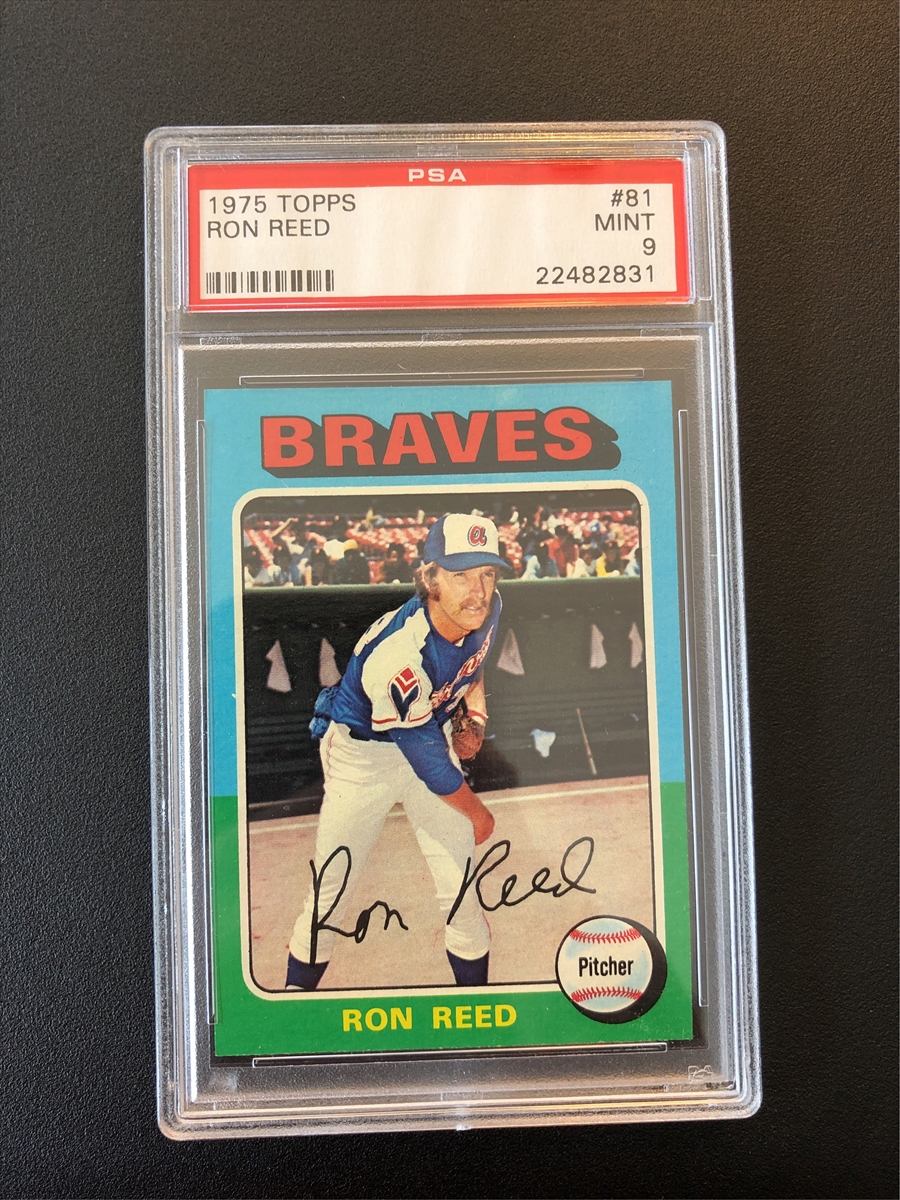 PSA
1975 TOPPS #81
RON REED MINT
9
22482831
BRAVES
a
Ron Reed
Pitcher
RON REED